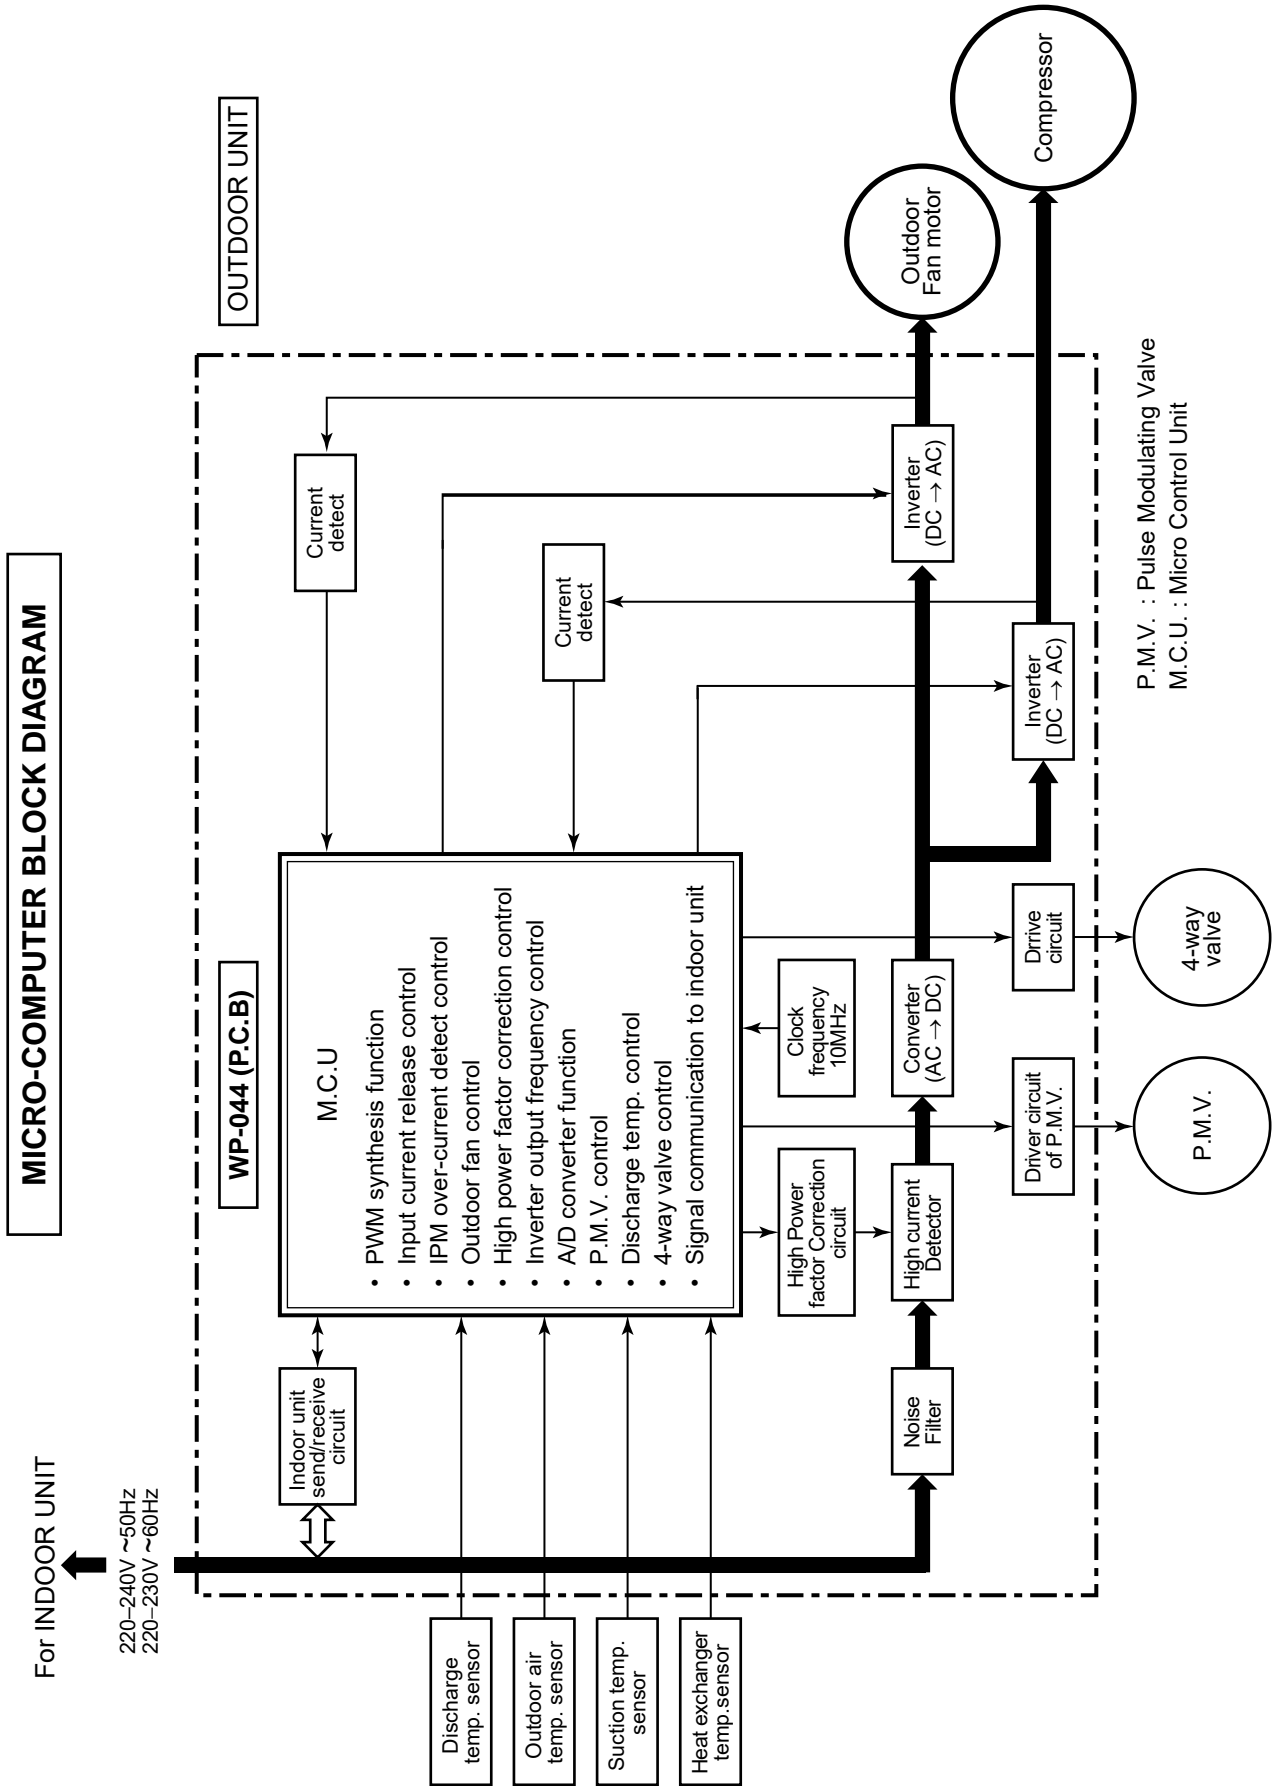 MICRO-COMPUTER BLOCK DIAGRAM
For INDOOR UNIT
220–240V ~50Hz
220–230V ~60Hz
WP-044 (P.C.B)
OUTDOOR UNIT
Indoor unit
send/receive
circuit
M.C.U
• PWM synthesis function
• Input current release control
• IPM over-current detect control
• Outdoor fan control
• High power factor correction control
• Inverter output frequency control
• A/D converter function
• P.M.V. control
• Discharge temp. control
• 4-way valve control
• Signal communication to indoor unit
Current
detect
Current
detect
Discharge
temp. sensor
Outdoor air
temp. sensor
Suction temp.
sensor
Heat exchanger
temp.sensor
High Power
factor Correction
circuit
Clock
frequency
10MHz
Noise
Filter
High current
Detector
Converter
(AC → DC)
Inverter
(DC → AC)
Outdoor
Fan motor
Driver circuit
of P.M.V.
Drrive
circuit
Inverter
(DC → AC)
Compressor
P.M.V.
4-way
valve
P.M.V. : Pulse Modulating Valve
M.C.U. : Micro Control Unit